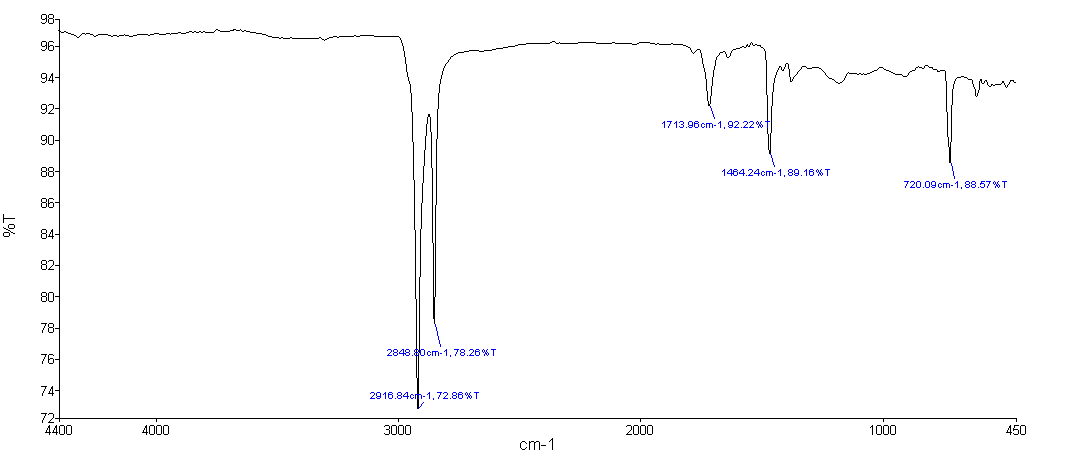 98
96
94
92
90
88
86
84
82
80
78
76
74
72
%T
1713.96cm-1, 92.22%T
1464.24cm-1, 89.16%T
720.09cm-1, 88.57%T
2848.80cm-1, 78.26%T
2916.84cm-1, 72.86%T
4400 4000 3000 2000 1000 450
cm-1